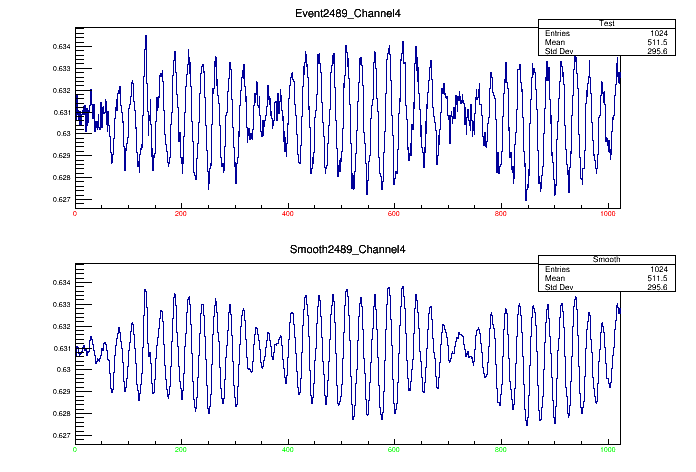 Event2489_Channel4
Test
Entries 1024
Mean 511.5
Std Dev 295.6
0.634
0.633
0.632
0.631
0.63
0.629
0.628
0.627
0 200 400 600 800 1000
Smooth2489_Channel4
Smooth
Entries 1024
Mean 511.5
Std Dev 295.6
0.634
0.633
0.632
0.631
0.63
0.629
0.628
0.627
0 200 400 600 800 1000